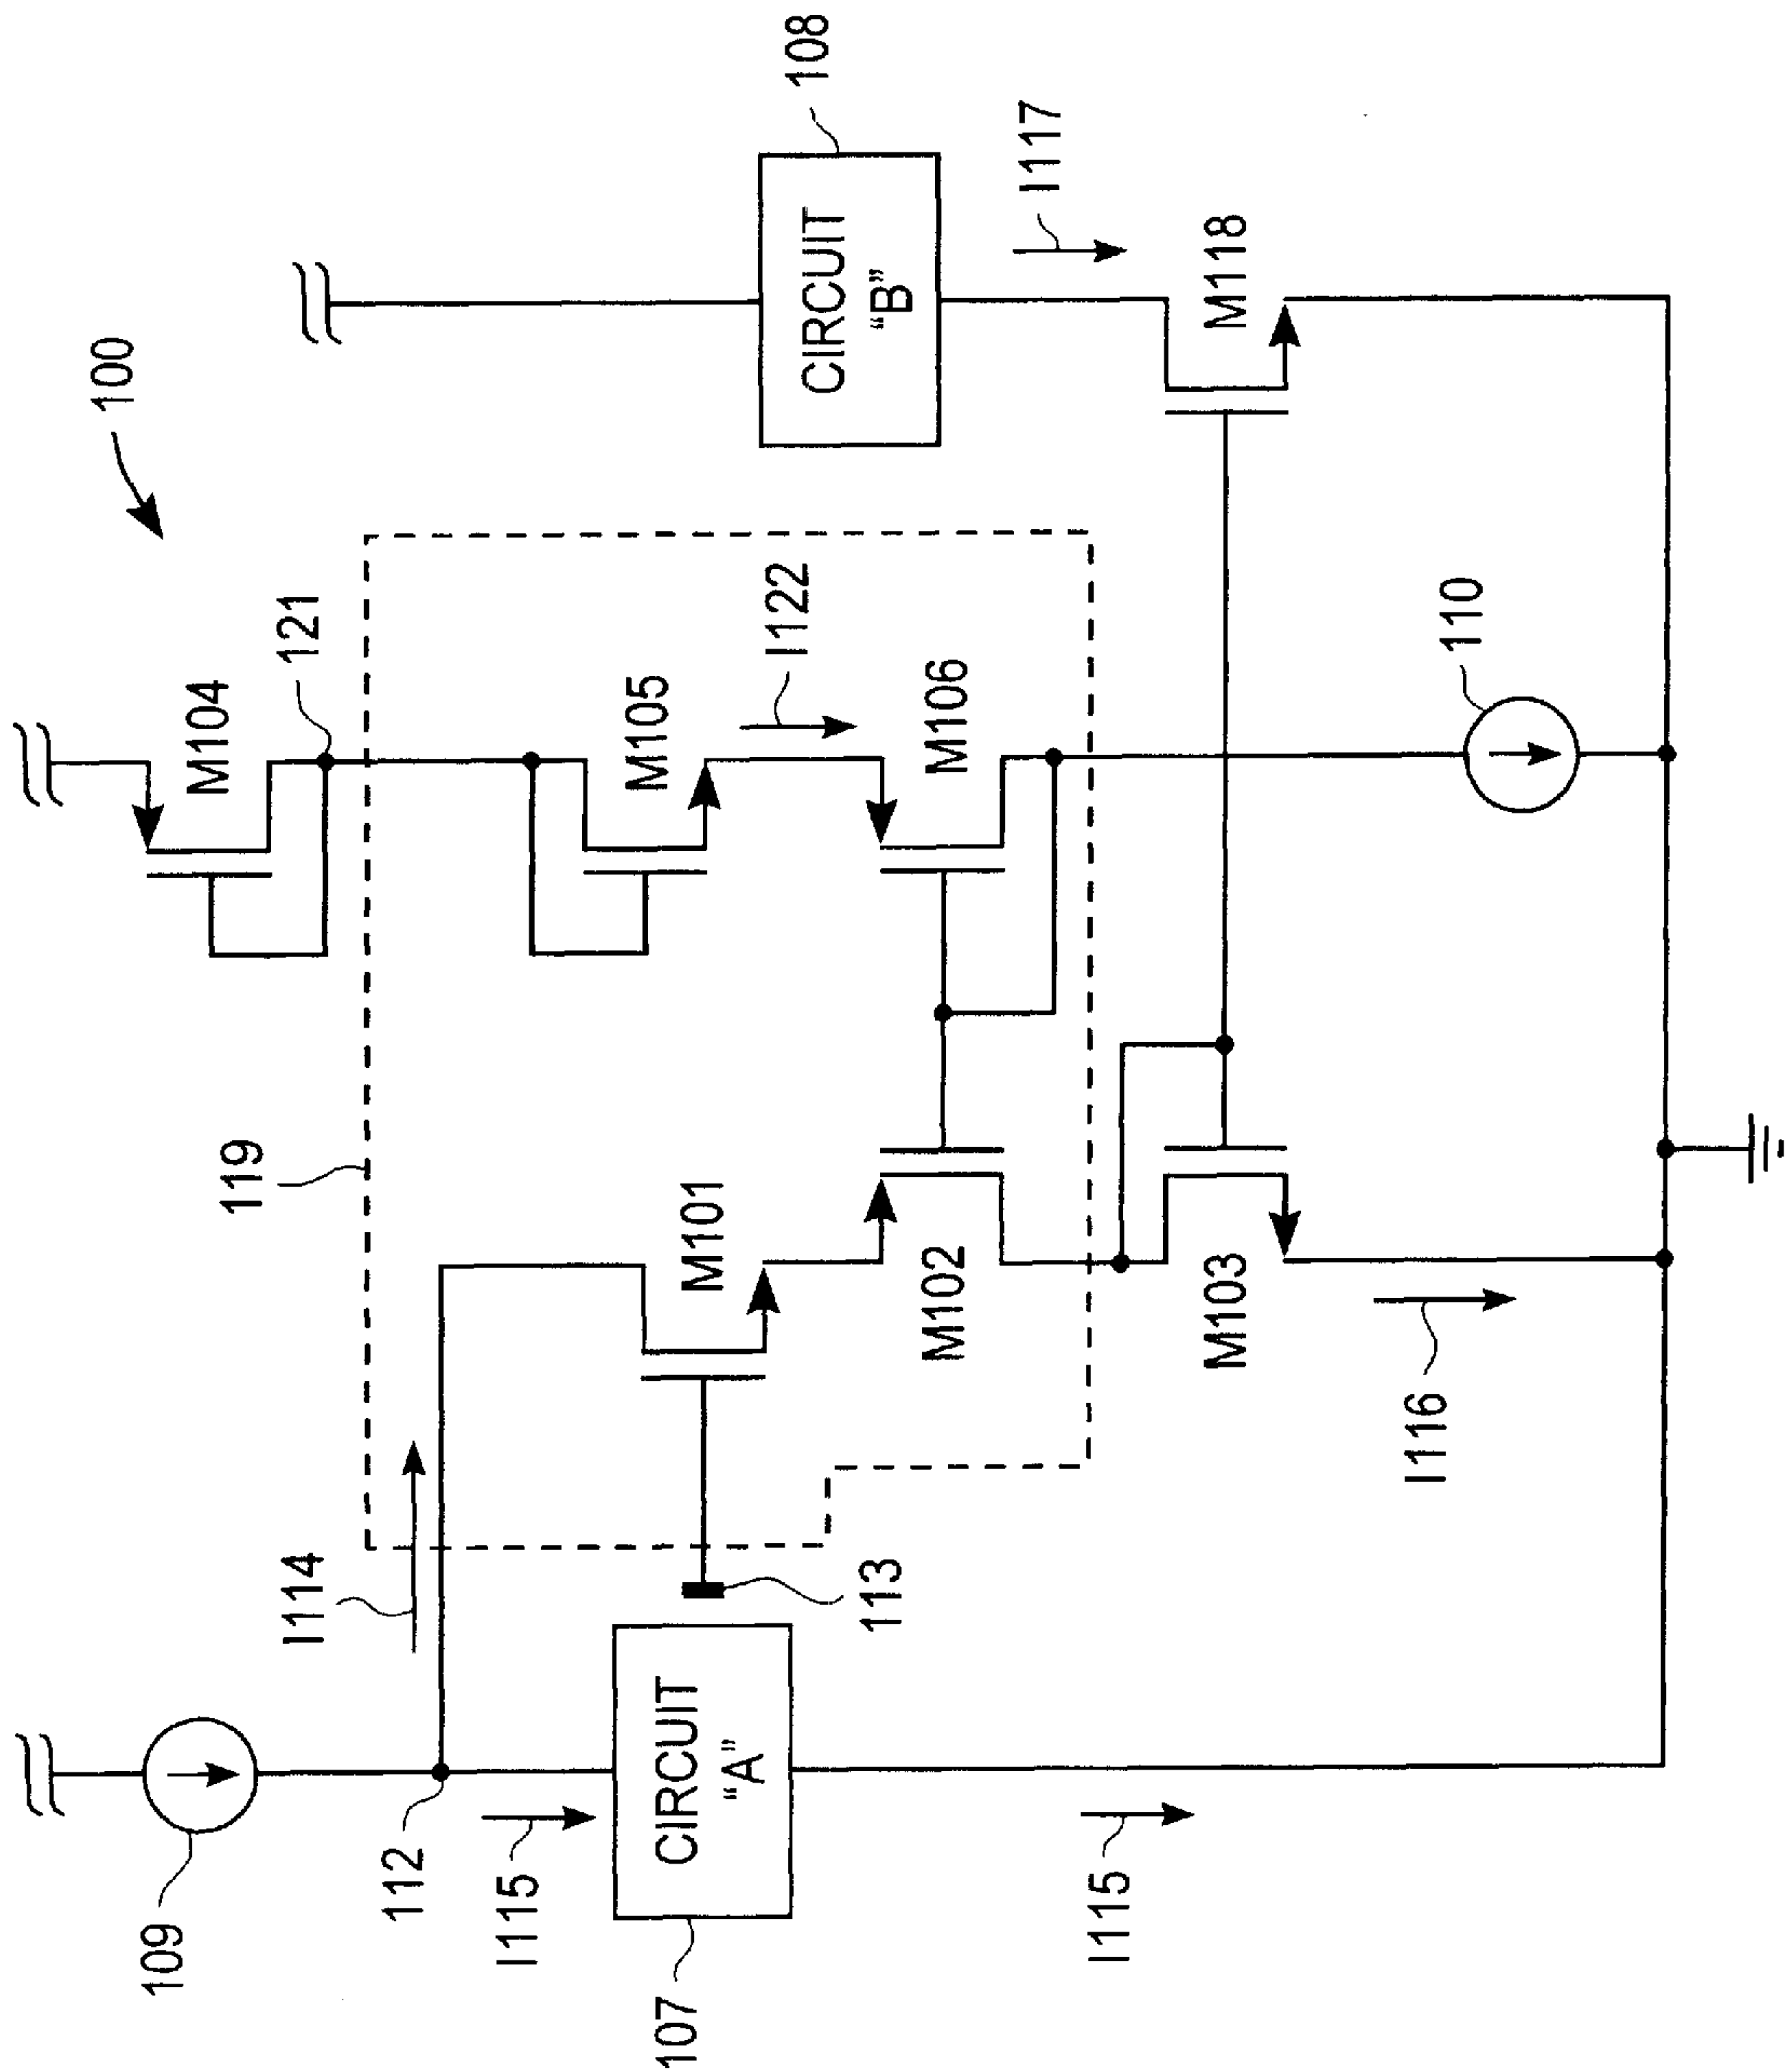 100
M104
121
109
I114
119
112
I115
M105
108
CIRCUIT
"B"
I122
M101
CIRCUIT
"A"
107
113
M106
M102
I117
M118
M103
110
I115
I116